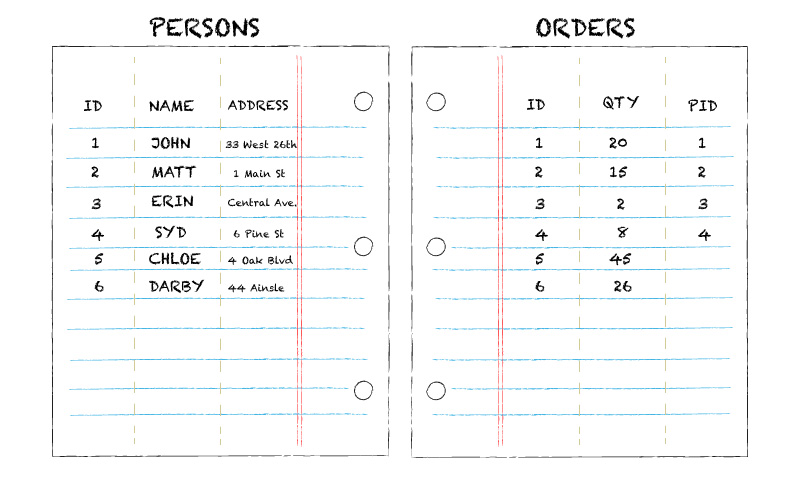 PERSONS
ID NAME ADDRESS
1 JOHN 33 West 26th
2 MATT 1 Main St
3 ERIN Central Ave.
4 SYD 6 Pine St
5 CHLOE 4 Oak Blvd
6 DARBY 44 Ainsle
ORDERS
ID QTY PID
1 20 1
2 15 2
3 2 3
4 8 4
5 45
6 26